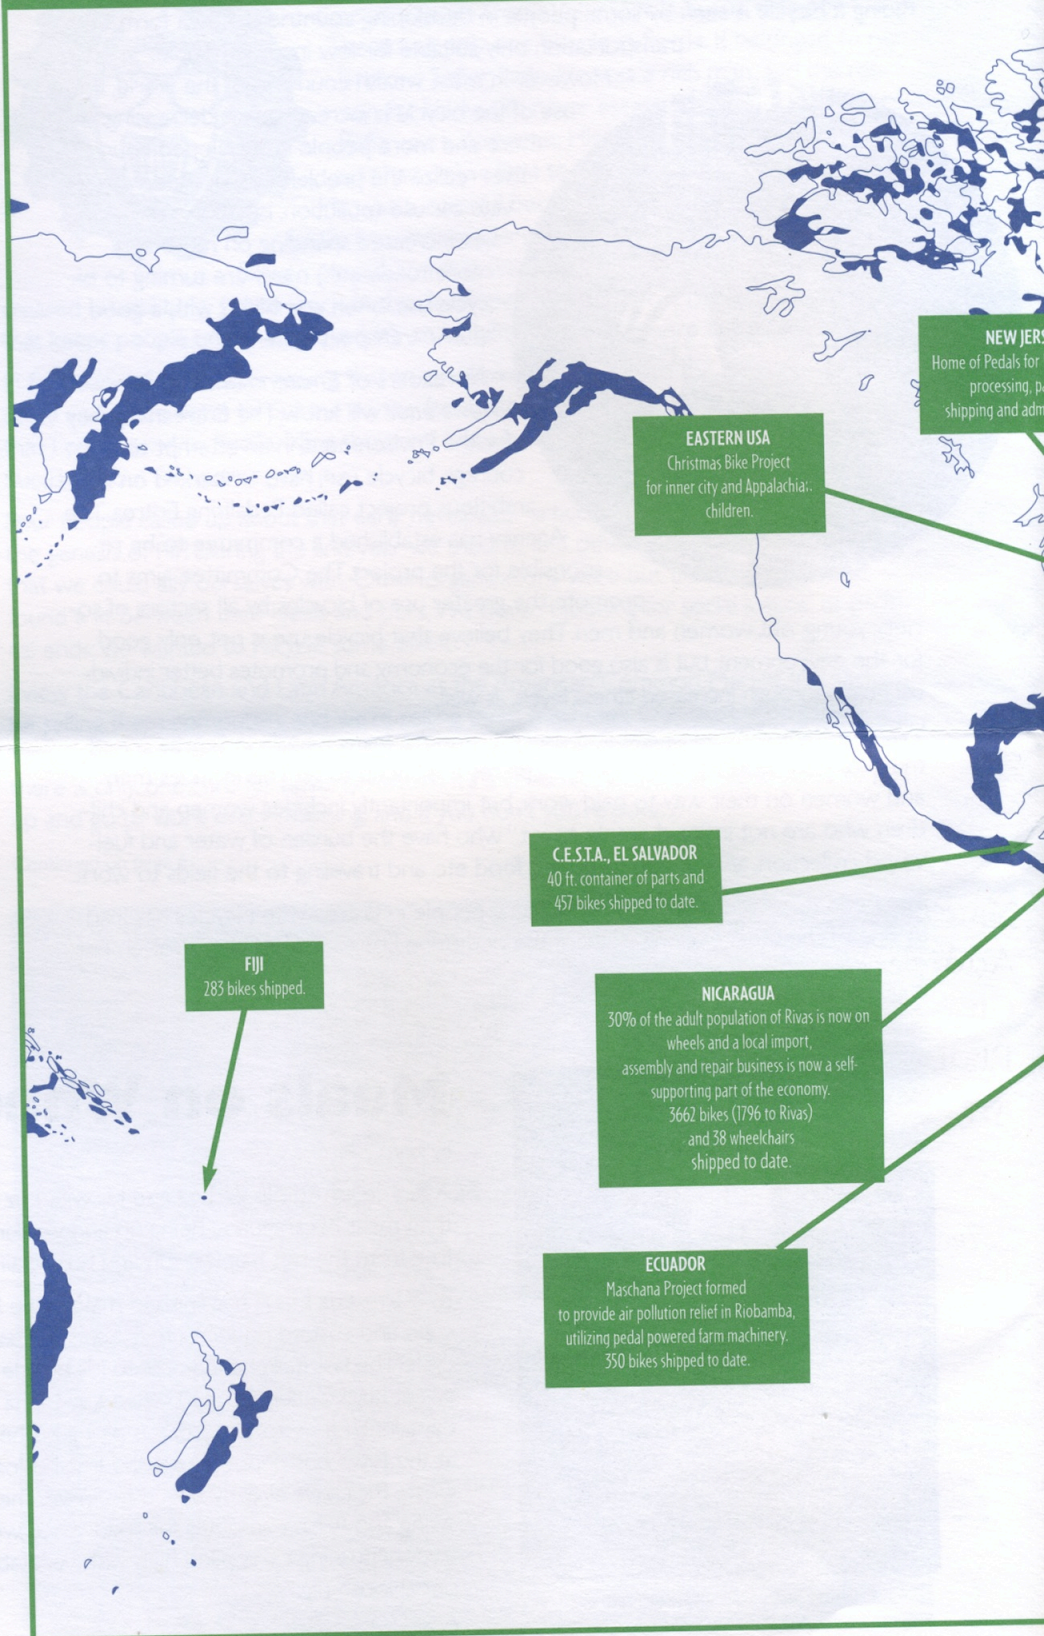 NEW JERS
Home of Pedals for
processing, pa
shipping and adm
EASTERN USA
Christmas Bike Project
for inner city and Appalachia:.
children.
C.E.S.T.A., EL SALVADOR
40 ft. container of parts and
457 bikes shipped to date.
FIJI
283 bikes shipped.
NICARAGUA
30% of the adult population of Rivas is now on
wheels and a local import,
assembly and repair business is now a self-
supporting part of the economy.
3662 bikes (1796 to Rivas)
and 38 wheelchairs
shipped to date.
ECUADOR
Maschana Project formed
to provide air pollution relief in Riobamba,
utilizing pedal powered farm machinery.
350 bikes shipped to date.